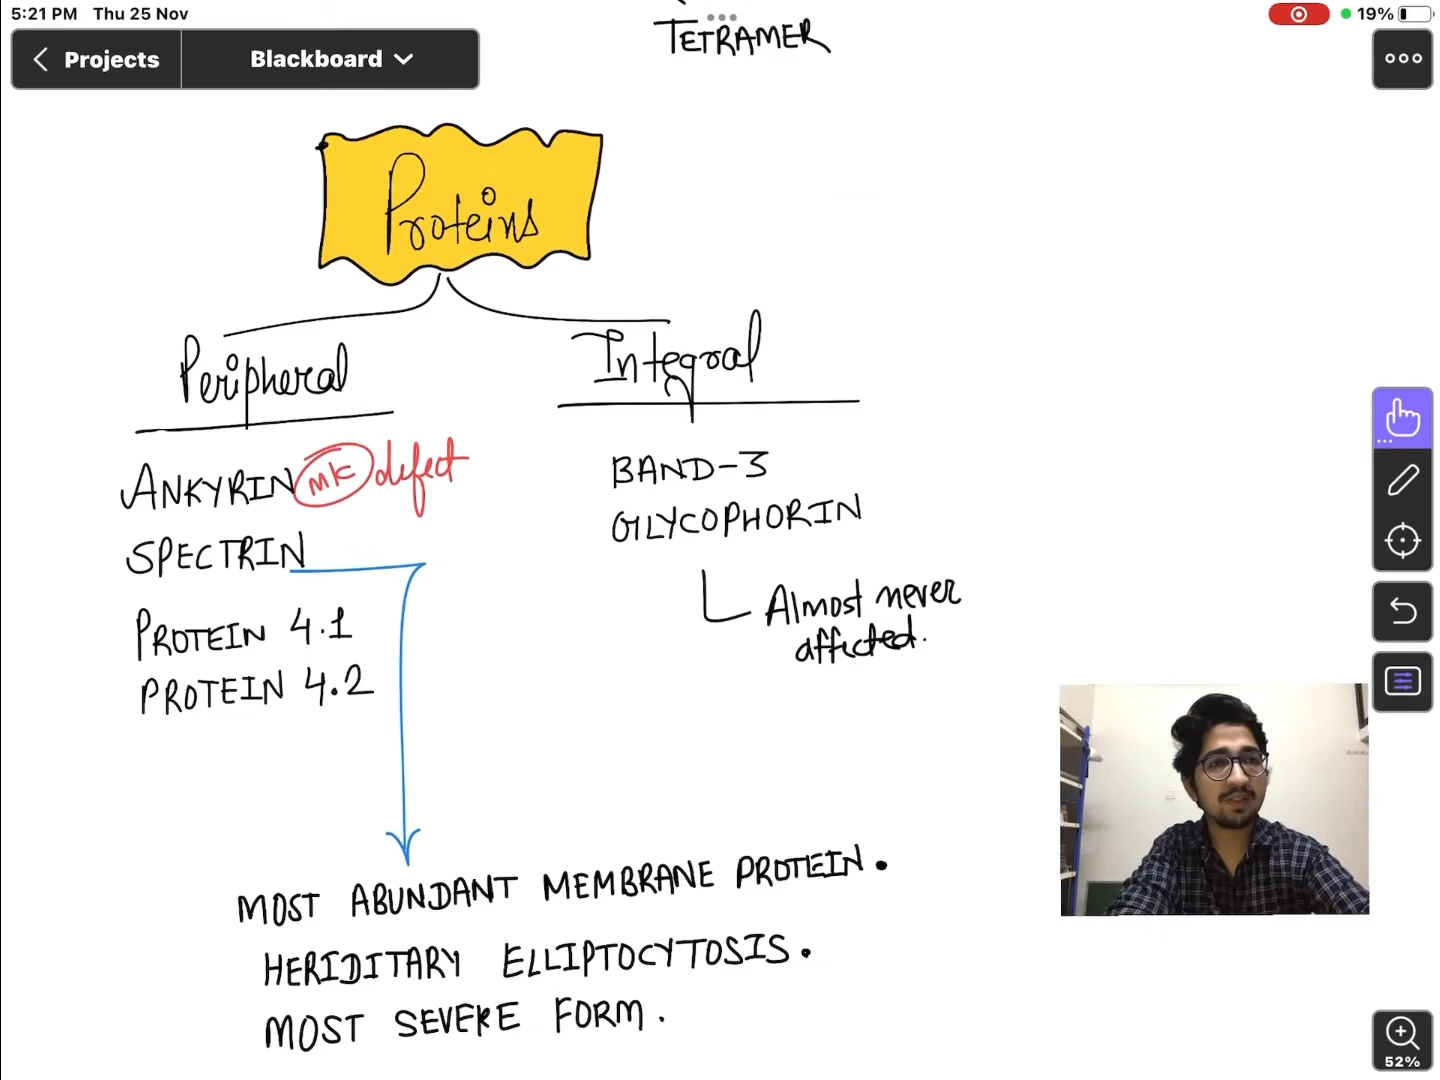 5:21 PM Thu 25 Nov
19%
Projects
Blackboard
TETRAMER
Proteins
Peripheral
Integral
ANKYRIN MC defect
SPECTRIN
PROTEIN 4.1
PROTEIN 4.2
BAND-3
GLYCOPHORIN
Almost never
affected.
MOST ABUNDANT MEMBRANE PROTEIN.
HERIDITARY ELLIPTOCYTOSIS.
MOST SEVERE FORM.
52%